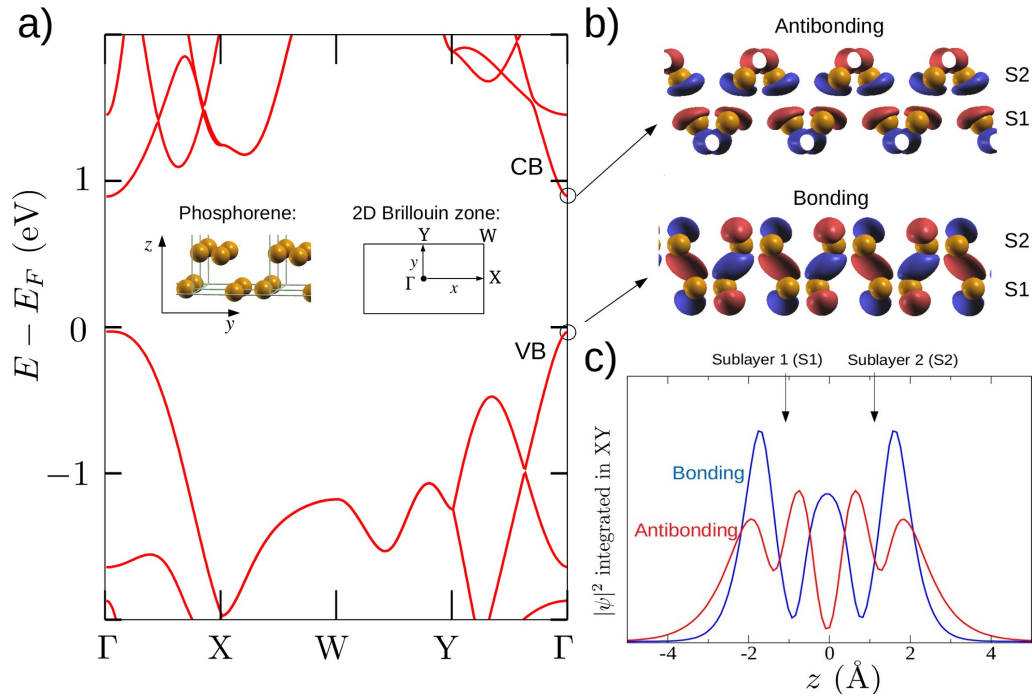 a)
E − E_F (eV)
1
0
−1
CB
VB
Phosphorene:
z
y
2D Brillouin zone:
Y
W
y
Γ
x
X
Γ
X
W
Y
Γ
b)
Antibonding
S2
S1
Bonding
S2
S1
c)
Sublayer 1 (S1)
Sublayer 2 (S2)
|ψ|² integrated in XY
Bonding
Antibonding
-4
-2
0
2
4
z (Å)